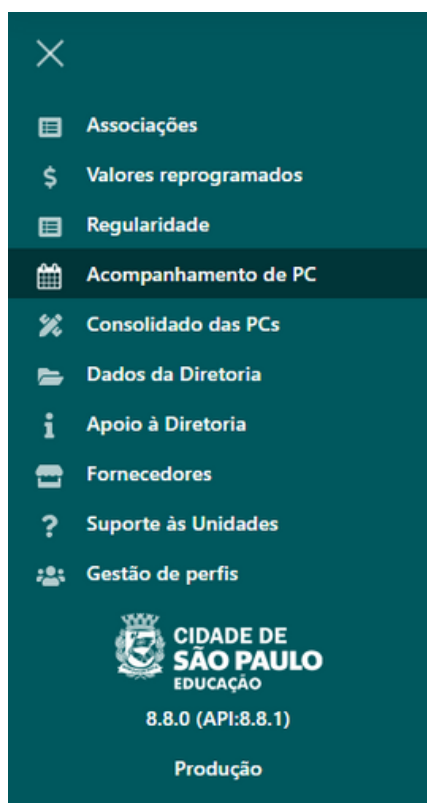 Associações
Valores reprogramados
Regularidade
Acompanhamento de PC
Consolidado das PCs
Dados da Diretoria
Apoio à Diretoria
Fornecedores
Suporte às Unidades
Gestão de perfis
CIDADE DE
SÃO PAULO
EDUCAÇÃO
8.8.0 (API:8.8.1)
Produção